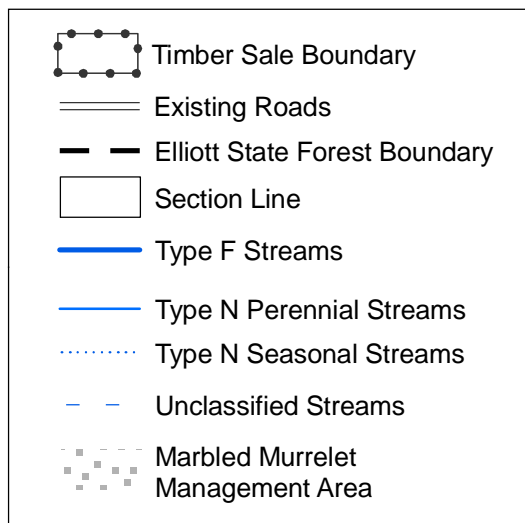 Timber Sale Boundary
Existing Roads
Elliott State Forest Boundary
Section Line
Type F Streams
Type N Perennial Streams
Type N Seasonal Streams
Unclassified Streams
Marbled Murrelet
Management Area